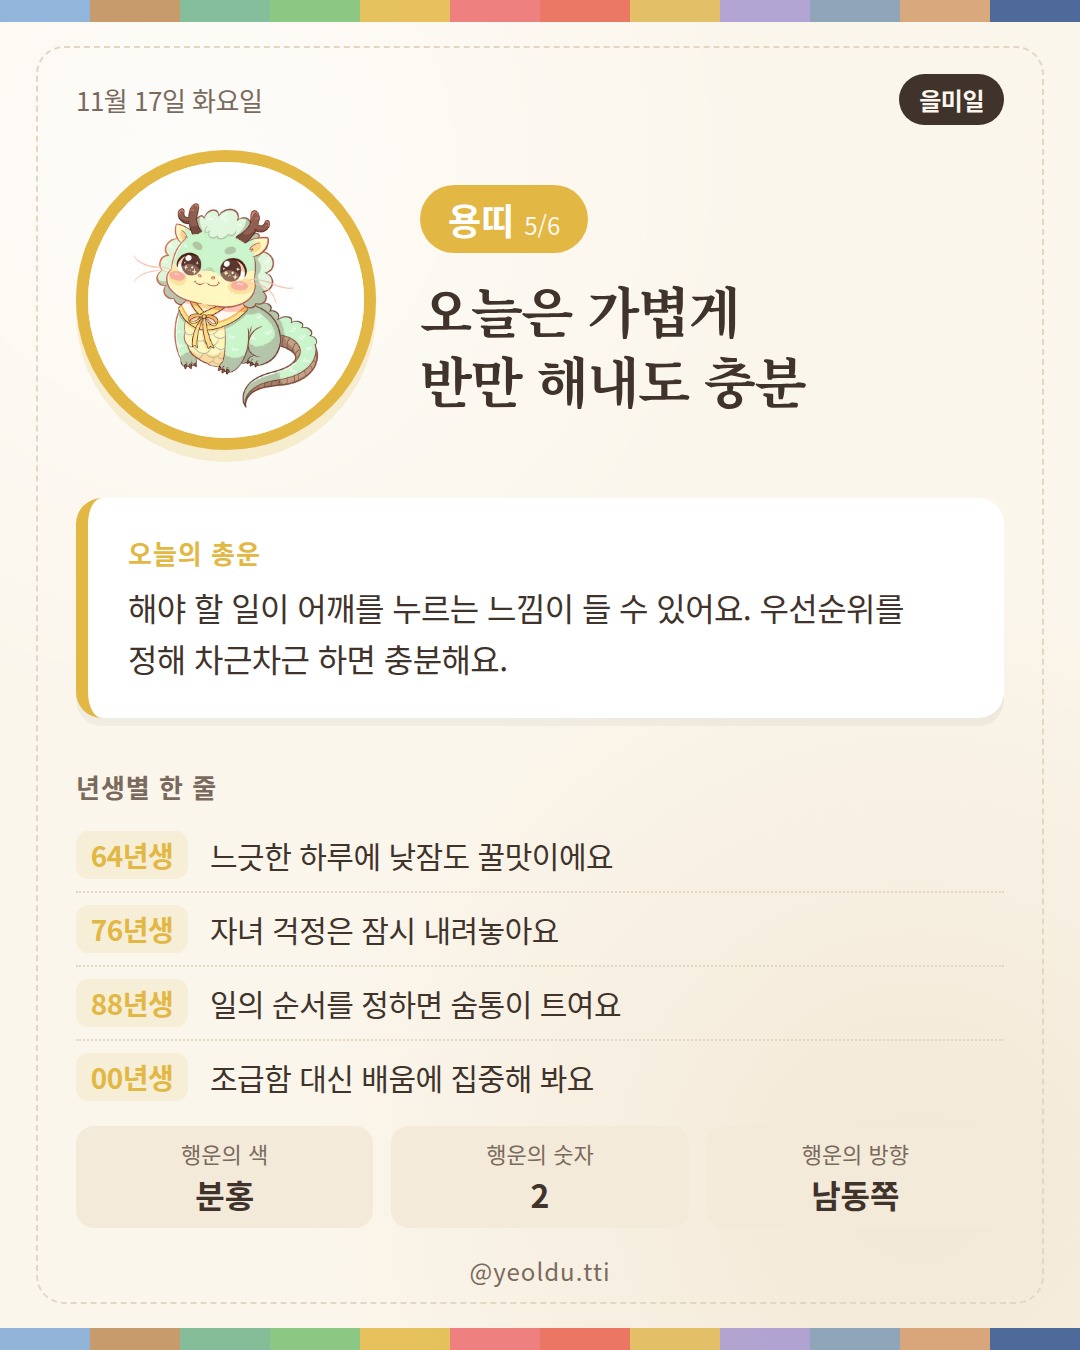 11월 17일 화요일
을미일
용띠 5/6
오늘은 가볍게
반만 해내도 충분
오늘의 총운
해야 할 일이 어깨를 누르는 느낌이 들 수 있어요. 우선순위를
정해 차근차근 하면 충분해요.
년생별 한 줄
64년생 느긋한 하루에 낮잠도 꿀맛이에요
76년생 자녀 걱정은 잠시 내려놓아요
88년생 일의 순서를 정하면 숨통이 트여요
00년생 조급함 대신 배움에 집중해 봐요
행운의 색
분홍
행운의 숫자
2
행운의 방향
남동쪽
@yeoldu.tti